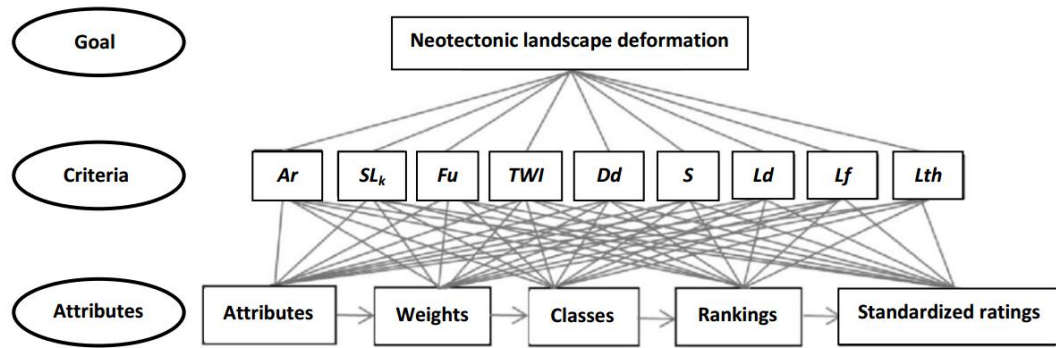 Goal
Neotectonic landscape deformation
Criteria
Ar
SLk
Fu
TWI
Dd
S
Ld
Lf
Lth
Attributes
Attributes
Weights
Classes
Rankings
Standardized ratings